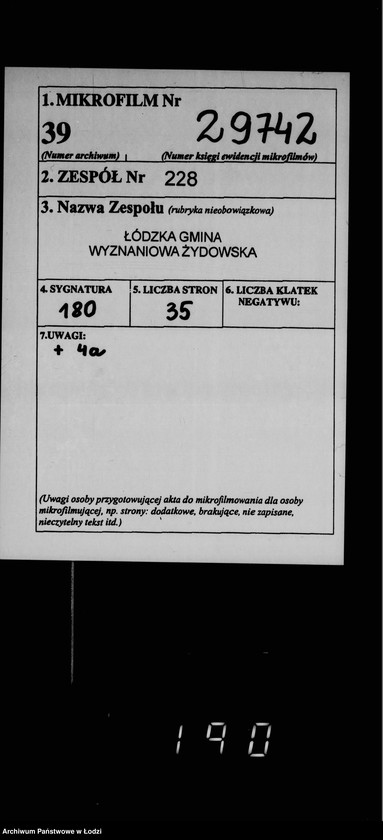 1. MIKROFILM Nr
39 29742
(Numer archiwum) (Numer księgi ewidencji mikrofilmów)
2. ZESPÓŁ Nr 228
3. Nazwa Zespołu (rubryka nieobowiązkowa)
ŁÓDZKA GMINA
WYZNANIOWA ŻYDOWSKA
4. SYGNATURA 5. LICZBA STRON 6. LICZBA KLATEK
NEGATYWU:
180 35
7.UWAGI:
+ 4a
(Uwagi osoby przygotowującej akta do mikrofilmowania dla osoby
mikrofilmującej, np. strony: dodatkowe, brakujące, nie zapisane,
nieczytelny tekst itd.)
190
Archiwum Państwowe w Łodzi